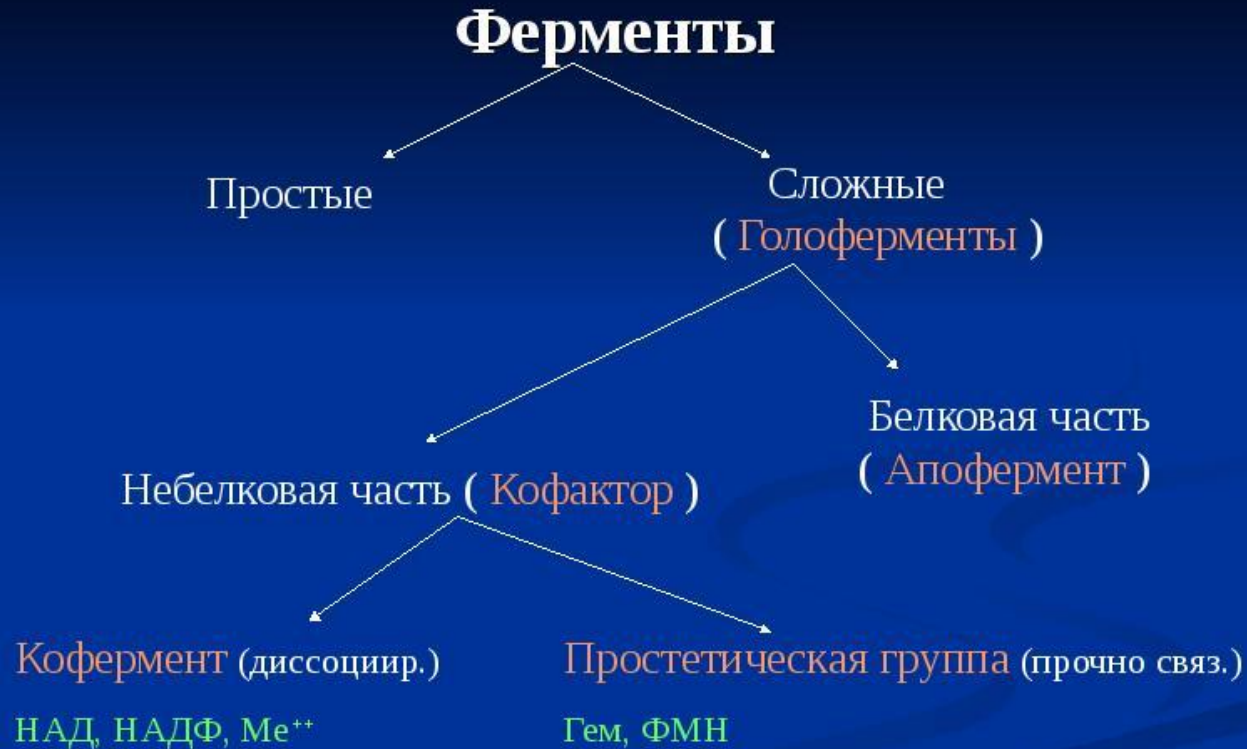 Ферменты
Простые
Сложные
( Голоферменты )
Белковая часть
( Апофермент )
Небелковая часть ( Кофактор )
Кофермент (диссоциир.)
НАД, НАДФ, Ме⁺⁺
Простетическая группа (прочно связ.)
Гем, ФМН